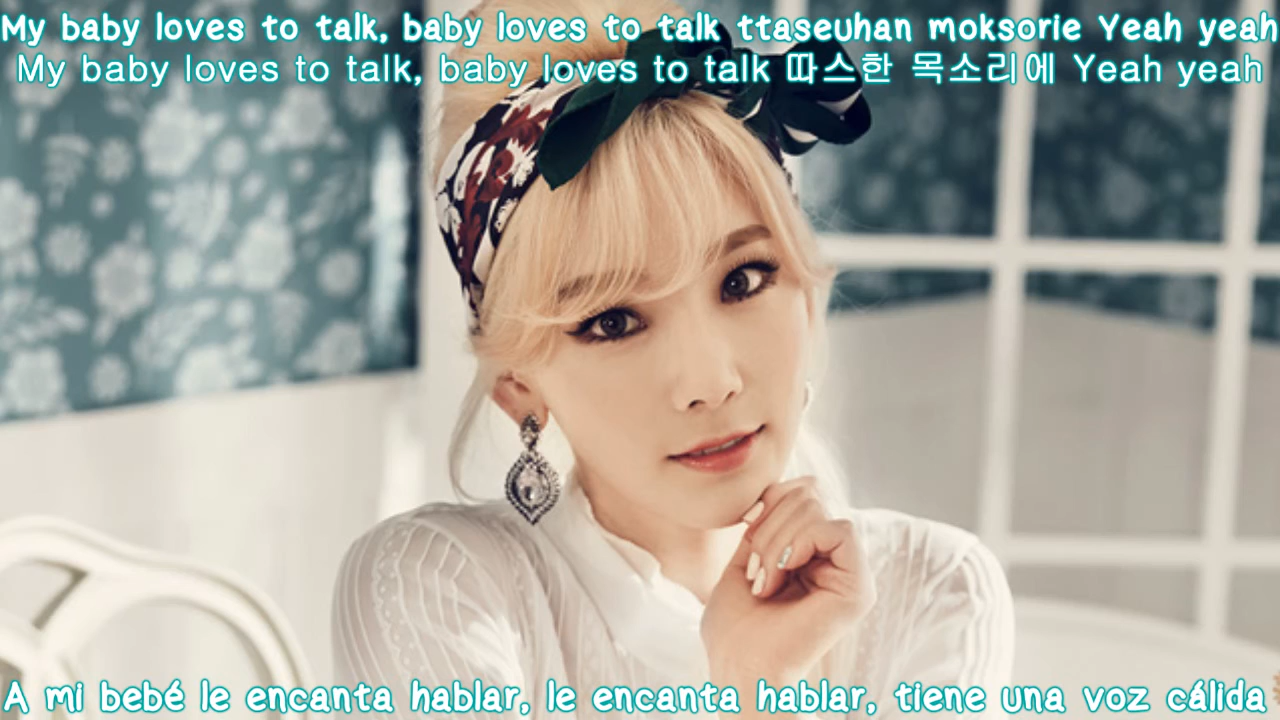 My baby loves to talk, baby loves to talk ttaseuhan moksorie Yeah yeah
My baby loves to talk, baby loves to talk 따스한 목소리에 Yeah yeah
A mi bebé le encanta hablar, le encanta hablar, tiene una voz cálida